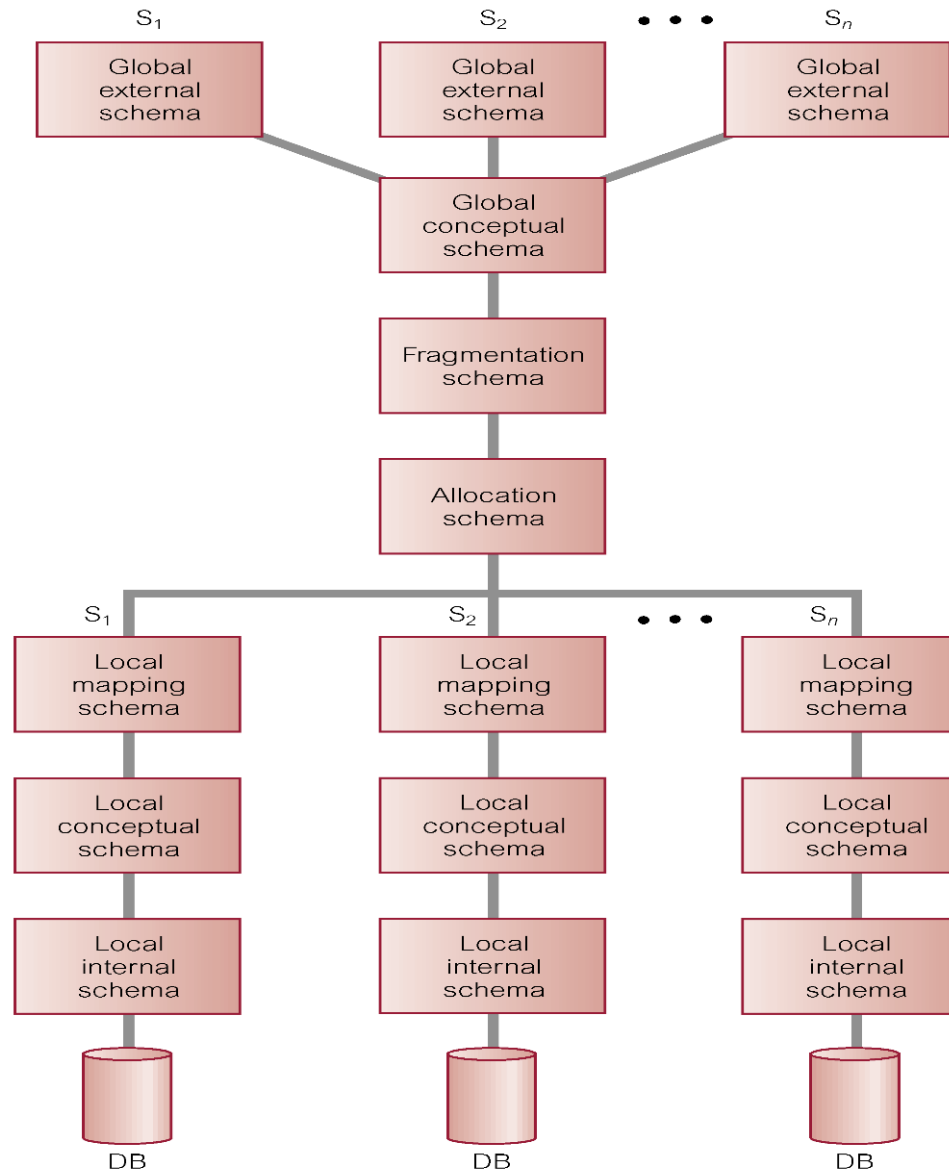 S₁
S₂
Sₙ
Global
external
schema
Global
external
schema
Global
external
schema
Global
conceptual
schema
Fragmentation
schema
Allocation
schema
S₁
S₂
Sₙ
Local
mapping
schema
Local
mapping
schema
Local
mapping
schema
Local
conceptual
schema
Local
conceptual
schema
Local
conceptual
schema
Local
internal
schema
Local
internal
schema
Local
internal
schema
DB
DB
DB